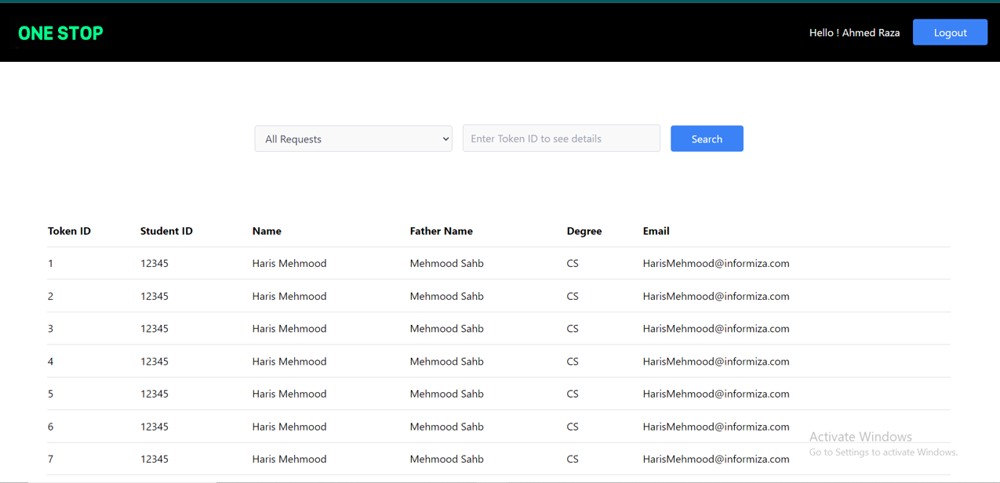 ONE STOP Hello ! Ahmed Raza Logout
All Requests Enter Token ID to see details Search
Token ID Student ID Name Father Name Degree Email
1 12345 Haris Mehmood Mehmood Sahb CS HarisMehmood@informiza.com
2 12345 Haris Mehmood Mehmood Sahb CS HarisMehmood@informiza.com
3 12345 Haris Mehmood Mehmood Sahb CS HarisMehmood@informiza.com
4 12345 Haris Mehmood Mehmood Sahb CS HarisMehmood@informiza.com
5 12345 Haris Mehmood Mehmood Sahb CS HarisMehmood@informiza.com
6 12345 Haris Mehmood Mehmood Sahb CS HarisMehmood@informiza.com
Activate Windows
Go to Settings to activate Windows.
7 12345 Haris Mehmood Mehmood Sahb CS HarisMehmood@informiza.com